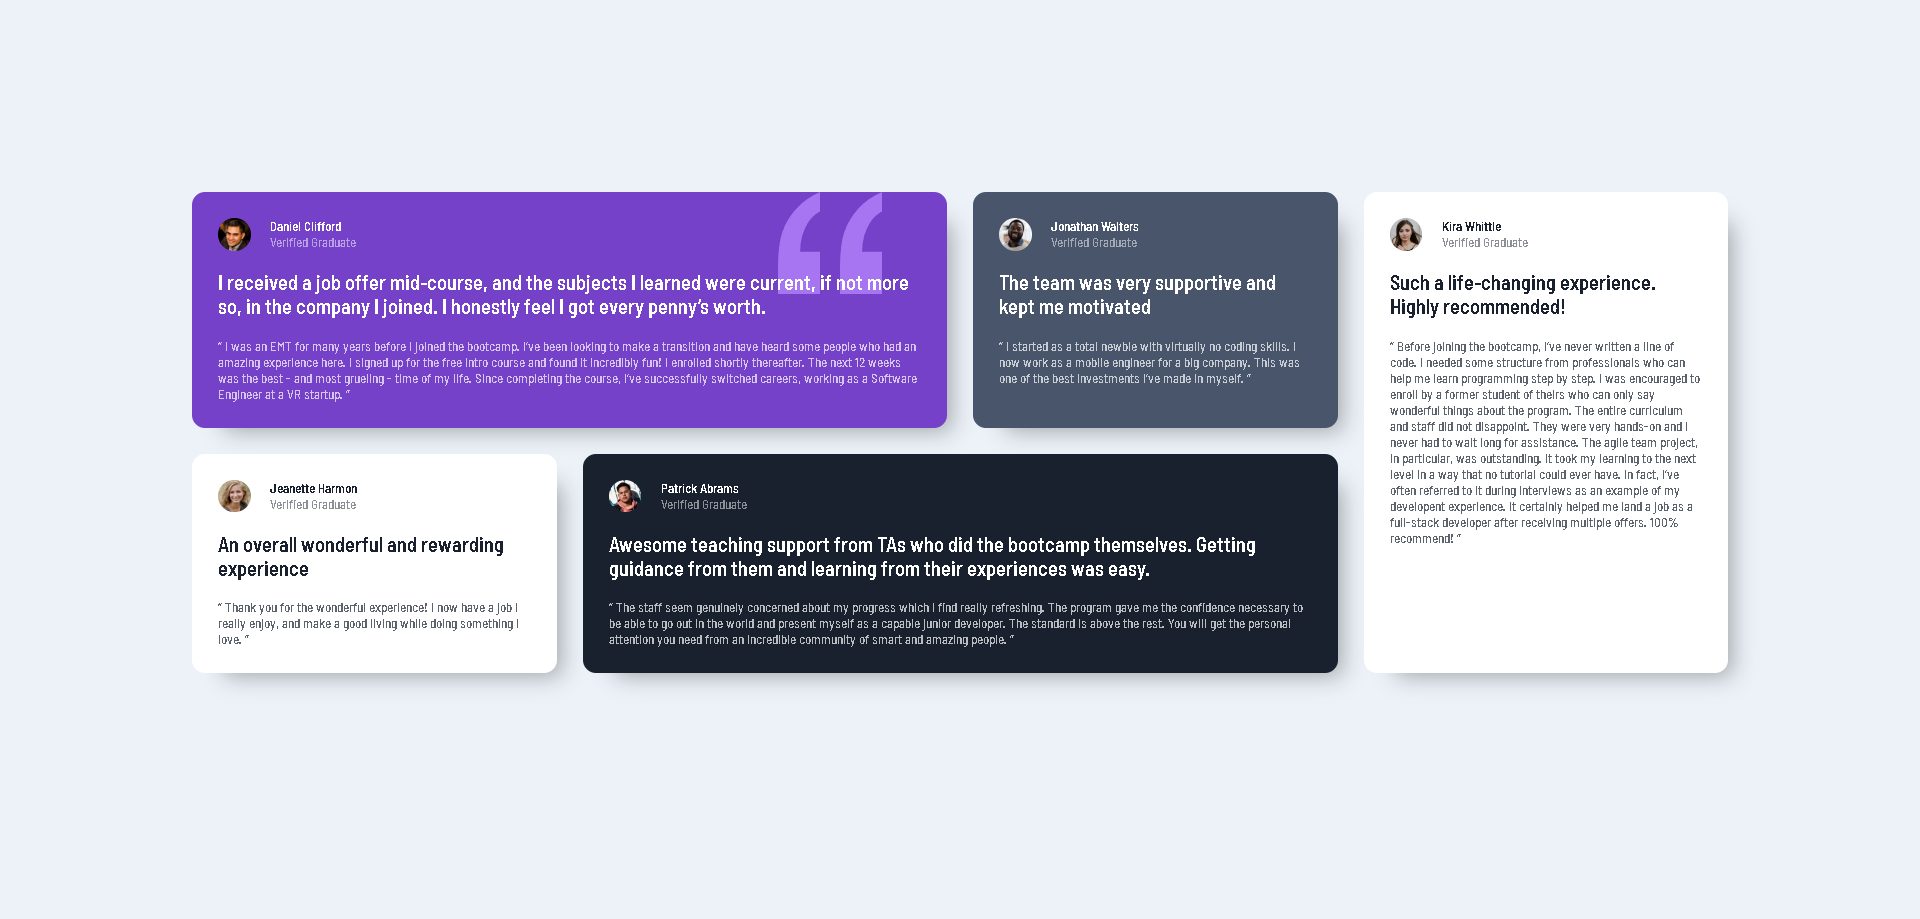 Daniel Clifford
Verified Graduate
I received a job offer mid-course, and the subjects I learned were current, if not more
so, in the company I joined. I honestly feel I got every penny’s worth.
“ I was an EMT for many years before I joined the bootcamp. I’ve been looking to make a transition and have heard some people who had an
amazing experience here. I signed up for the free intro course and found it incredibly fun! I enrolled shortly thereafter. The next 12 weeks
was the best - and most grueling - time of my life. Since completing the course, I’ve successfully switched careers, working as a Software
Engineer at a VR startup. ”
Jonathan Walters
Verified Graduate
The team was very supportive and
kept me motivated
“ I started as a total newbie with virtually no coding skills. I
now work as a mobile engineer for a big company. This was
one of the best investments I’ve made in myself. ”
Kira Whittle
Verified Graduate
Such a life-changing experience.
Highly recommended!
“ Before joining the bootcamp, I’ve never written a line of
code. I needed some structure from professionals who can
help me learn programming step by step. I was encouraged to
enroll by a former student of theirs who can only say
wonderful things about the program. The entire curriculum
and staff did not disappoint. They were very hands-on and I
never had to wait long for assistance. The agile team project,
in particular, was outstanding. It took my learning to the next
level in a way that no tutorial could ever have. In fact, I’ve
often referred to it during interviews as an example of my
developent experience. It certainly helped me land a job as a
full-stack developer after receiving multiple offers. 100%
recommend! ”
Jeanette Harmon
Verified Graduate
An overall wonderful and rewarding
experience
“ Thank you for the wonderful experience! I now have a job I
really enjoy, and make a good living while doing something I
love. ”
Patrick Abrams
Verified Graduate
Awesome teaching support from TAs who did the bootcamp themselves. Getting
guidance from them and learning from their experiences was easy.
“ The staff seem genuinely concerned about my progress which I find really refreshing. The program gave me the confidence necessary to
be able to go out in the world and present myself as a capable junior developer. The standard is above the rest. You will get the personal
attention you need from an incredible community of smart and amazing people. ”